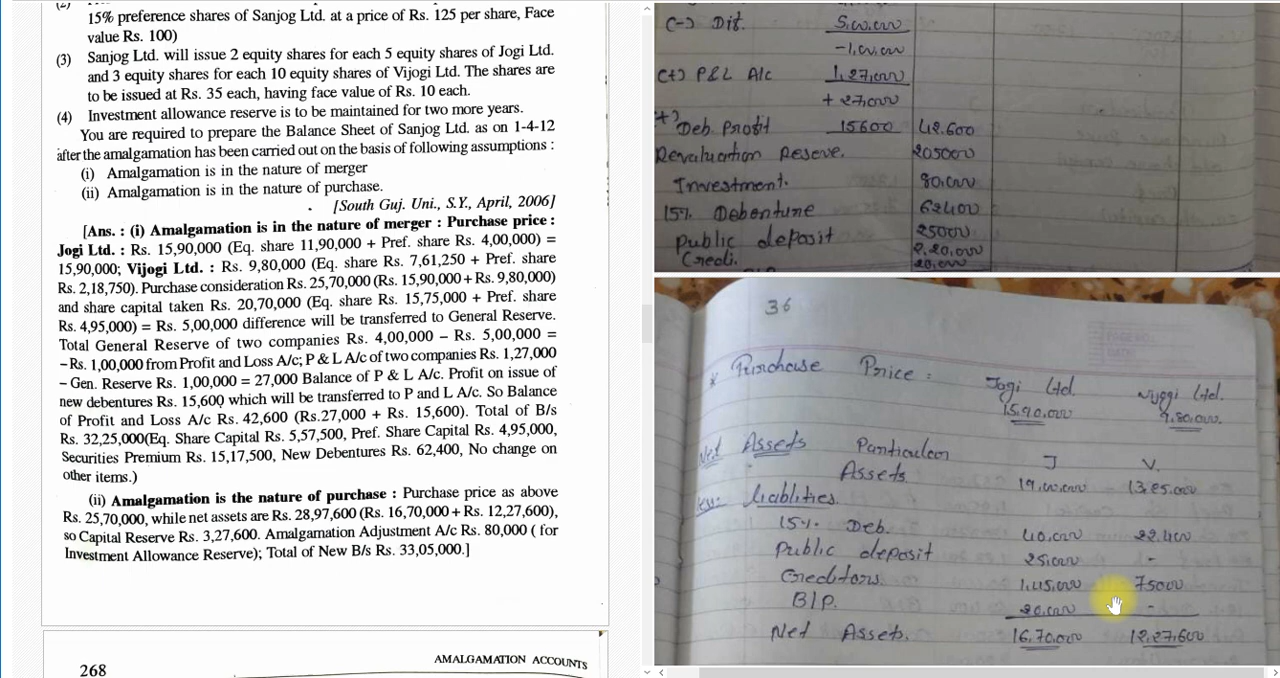 15% preference shares of Sanjog Ltd. at a price of Rs. 125 per share, Face
value Rs. 100)
(3) Sanjog Ltd. will issue 2 equity shares for each 5 equity shares of Jogi Ltd.
and 3 equity shares for each 10 equity shares of Vijogi Ltd. The shares are
to be issued at Rs. 35 each, having face value of Rs. 10 each.
(4) Investment allowance reserve is to be maintained for two more years.
You are required to prepare the Balance Sheet of Sanjog Ltd. as on 1-4-12
after the amalgamation has been carried out on the basis of following assumptions :
(i) Amalgamation is in the nature of merger
(ii) Amalgamation is in the nature of purchase.
[South Guj. Uni., S.Y., April, 2006]
[Ans. : (i) Amalgamation is in the nature of merger : Purchase price :
Jogi Ltd. : Rs. 15,90,000 (Eq. share 11,90,000 + Pref. share Rs. 4,00,000) =
15,90,000; Vijogi Ltd. : Rs. 9,80,000 (Eq. share Rs. 7,61,250 + Pref. share
Rs. 2,18,750). Purchase consideration Rs. 25,70,000 (Rs. 15,90,000 + Rs. 9,80,000)
and share capital taken Rs. 20,70,000 (Eq. share Rs. 15,75,000 + Pref. share
Rs. 4,95,000) = Rs. 5,00,000 difference will be transferred to General Reserve.
Total General Reserve of two companies Rs. 4,00,000 – Rs. 5,00,000 =
–Rs. 1,00,000 from Profit and Loss A/c; P & L A/c of two companies Rs. 1,27,000
– Gen. Reserve Rs. 1,00,000 = 27,000 Balance of P & L A/c. Profit on issue of
new debentures Rs. 15,600 which will be transferred to P and L A/c. So Balance
of Profit and Loss A/c Rs. 42,600 (Rs.27,000 + Rs. 15,600). Total of B/s
Rs. 32,25,000(Eq. Share Capital Rs. 5,57,500, Pref. Share Capital Rs. 4,95,000,
Securities Premium Rs. 15,17,500, New Debentures Rs. 62,400, No change on
other items.)
(ii) Amalgamation is the nature of purchase : Purchase price as above
Rs. 25,70,000, while net assets are Rs. 28,97,600 (Rs. 16,70,000 + Rs. 12,27,600),
so Capital Reserve Rs. 3,27,600. Amalgamation Adjustment A/c Rs. 80,000 ( for
Investment Allowance Reserve); Total of New B/s Rs. 33,05,000.]
268 AMALGAMATION ACCOUNTS
(-) Dif. 5,00,000
-1,00,000
(+) P&L A/c 1,27,000
+ 27,000
(+) Deb. Profit 15600 42,600
Revaluation Reserve. 205000
Investment. 80,000
15% Debenture 62400
Public deposit 25000
Credi. 2,20,000
20,000
36
* Purchase Price : Jogi Ltd. Vijogi Ltd.
15,90,000 9,80,000.
Net Assets Particular J V.
Assets 19,00,000 13,25,000
Less: Liablities.
15% Deb. 40,000 22,400
Public deposit 25,000 -
Creditors 1,45,000 75000
B/P. 20,000 -
Net Assets. 16,70,000 12,27,600